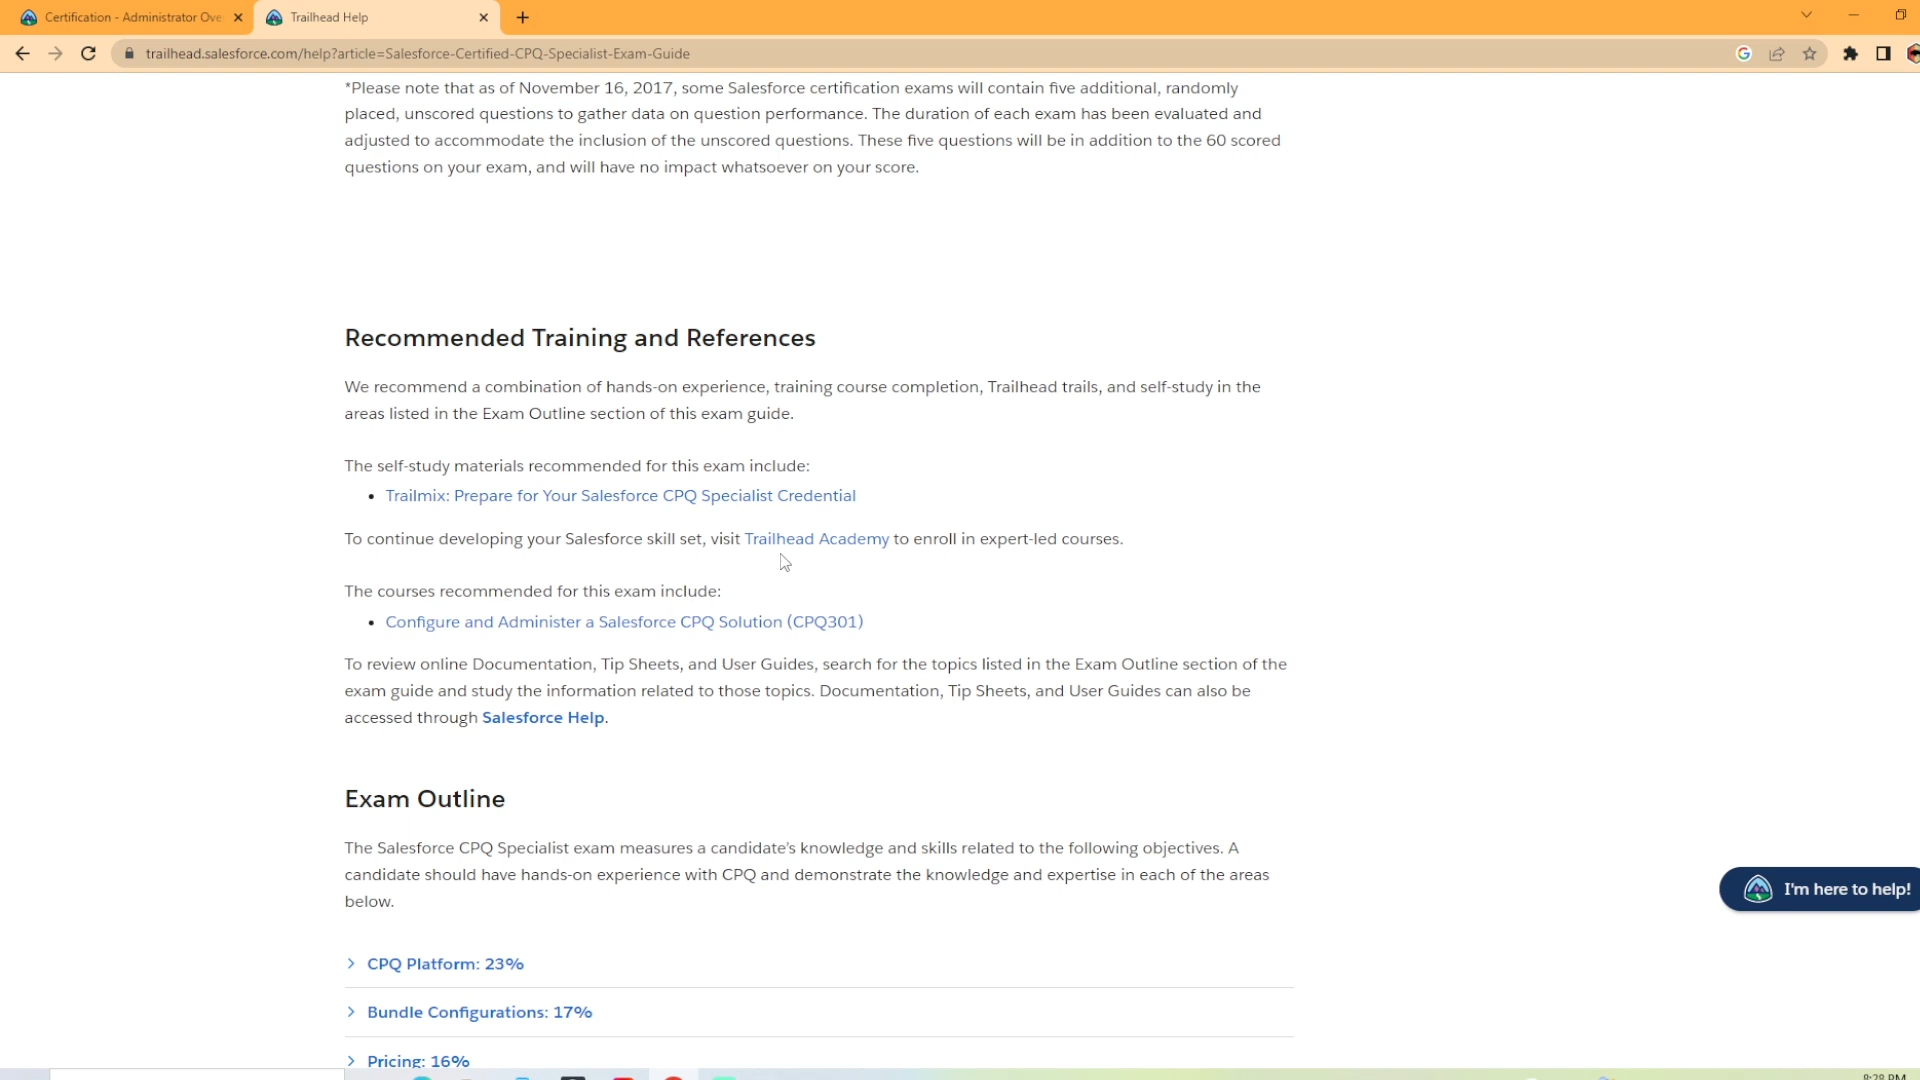 Certification - Administrator Ove
Trailhead Help
trailhead.salesforce.com/help?article=Salesforce-Certified-CPQ-Specialist-Exam-Guide
*Please note that as of November 16, 2017, some Salesforce certification exams will contain five additional, randomly
placed, unscored questions to gather data on question performance. The duration of each exam has been evaluated and
adjusted to accommodate the inclusion of the unscored questions. These five questions will be in addition to the 60 scored
questions on your exam, and will have no impact whatsoever on your score.
Recommended Training and References
We recommend a combination of hands-on experience, training course completion, Trailhead trails, and self-study in the
areas listed in the Exam Outline section of this exam guide.
The self-study materials recommended for this exam include:
• Trailmix: Prepare for Your Salesforce CPQ Specialist Credential
To continue developing your Salesforce skill set, visit Trailhead Academy to enroll in expert-led courses.
The courses recommended for this exam include:
• Configure and Administer a Salesforce CPQ Solution (CPQ301)
To review online Documentation, Tip Sheets, and User Guides, search for the topics listed in the Exam Outline section of the
exam guide and study the information related to those topics. Documentation, Tip Sheets, and User Guides can also be
accessed through Salesforce Help.
Exam Outline
The Salesforce CPQ Specialist exam measures a candidate's knowledge and skills related to the following objectives. A
candidate should have hands-on experience with CPQ and demonstrate the knowledge and expertise in each of the areas
below.
I'm here to help!
CPQ Platform: 23%
Bundle Configurations: 17%
Pricing: 16%
8:28 PM